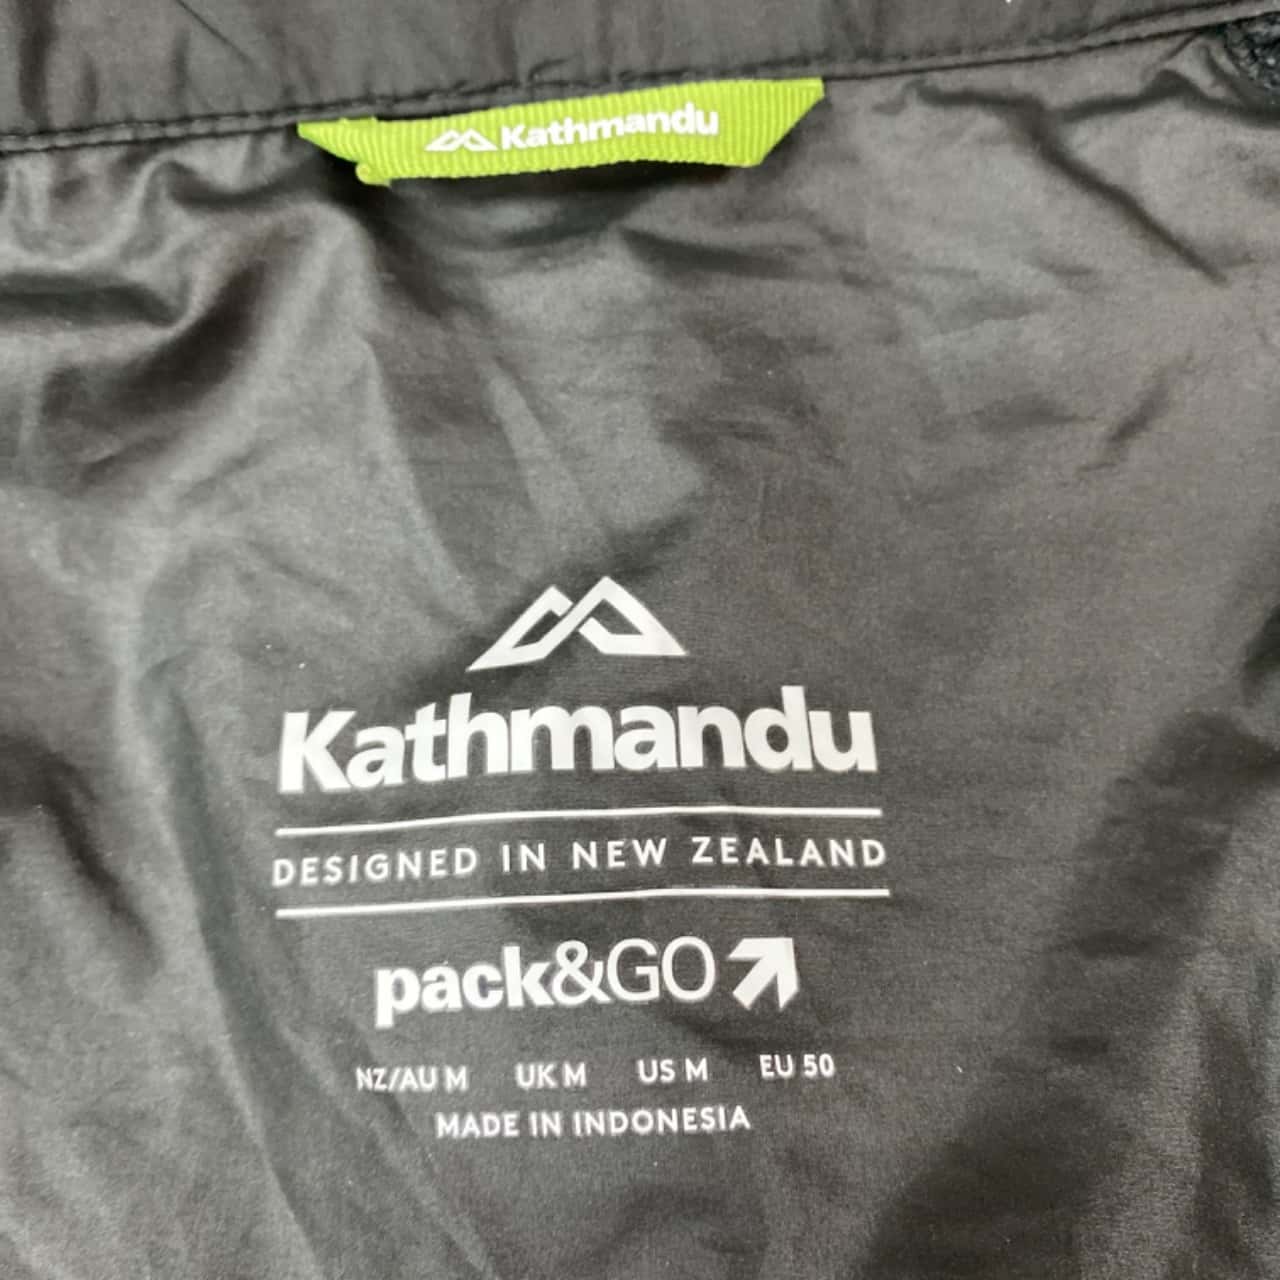 Kathmandu
Kathmandu
DESIGNED IN NEW ZEALAND
pack&GO
NZ/AU M UK M US M EU 50
MADE IN INDONESIA